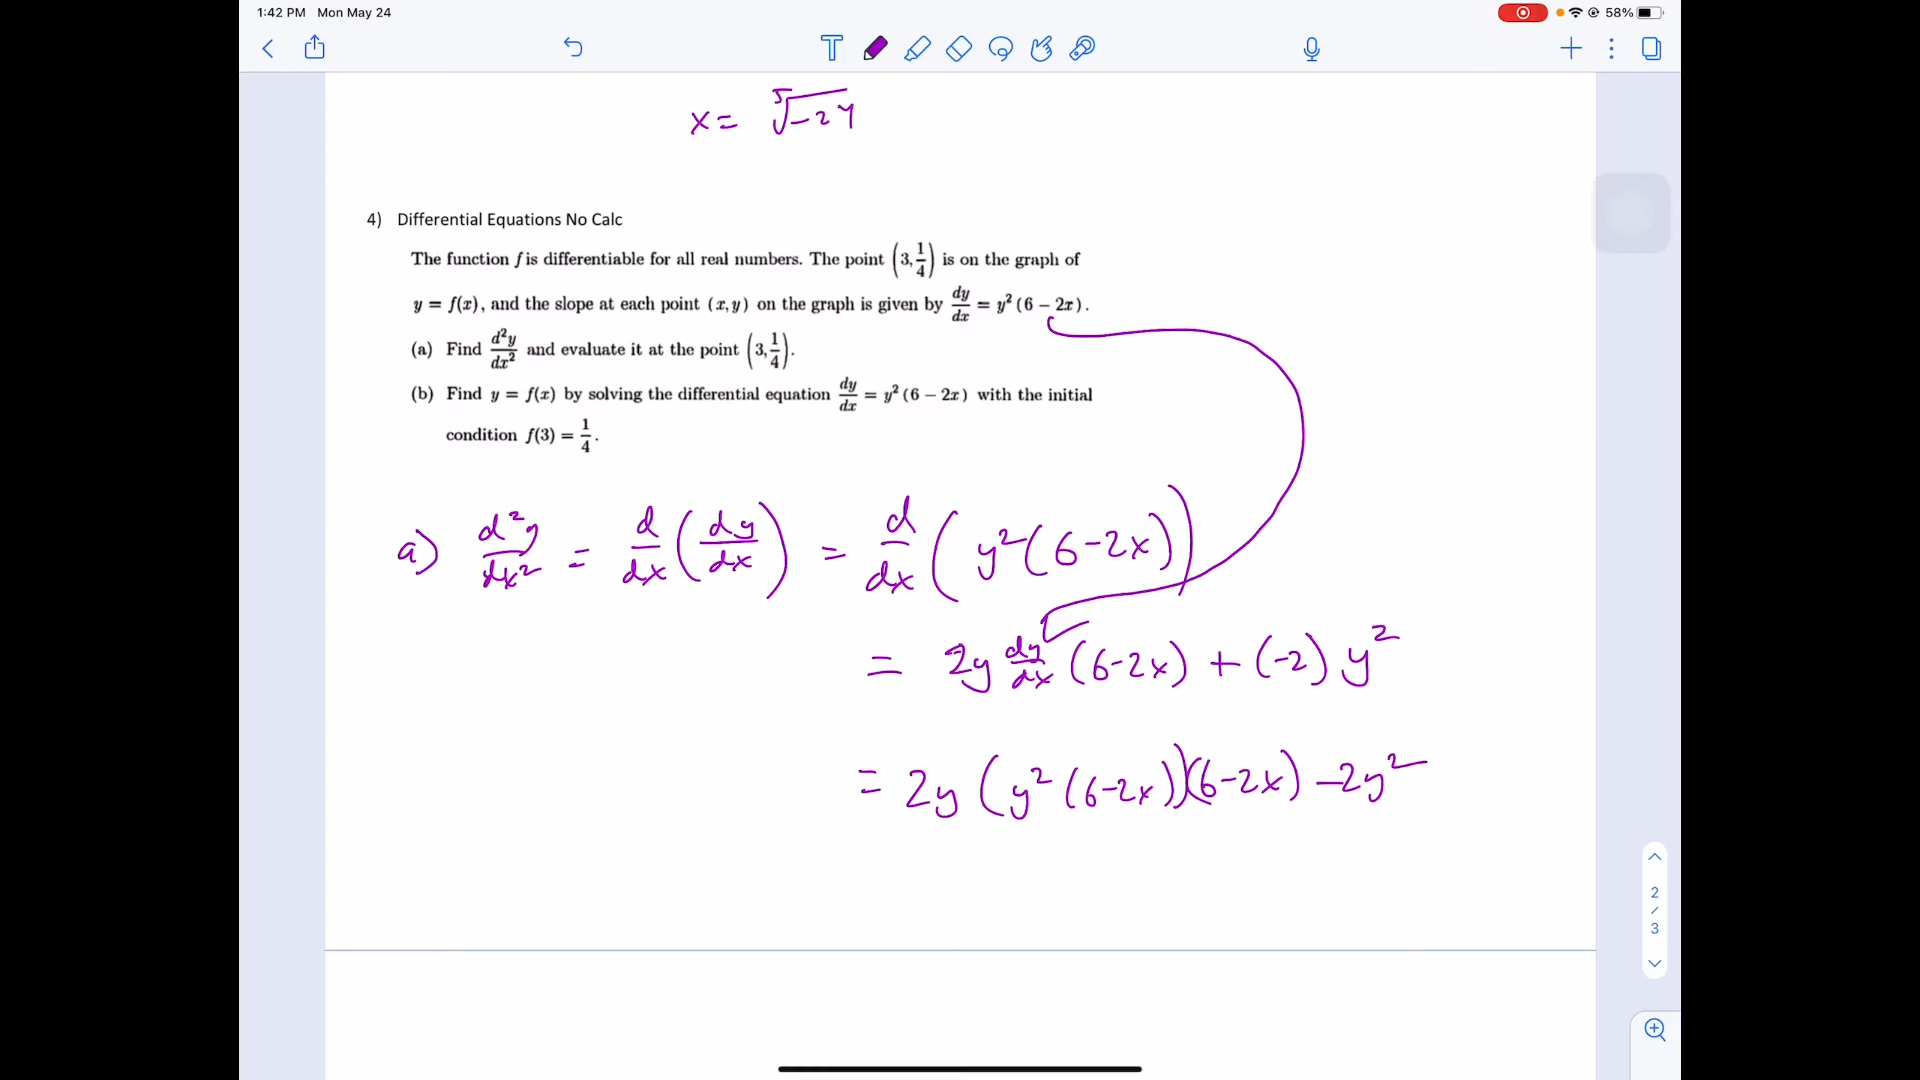 1:42 PM Mon May 24
58%
T
x = ⁵√-24
4) Differential Equations No Calc
The function f is differentiable for all real numbers. The point (3, 1/4) is on the graph of
y = f(x), and the slope at each point (x, y) on the graph is given by dy/dx = y² (6 – 2x).
(a) Find d²y/dx² and evaluate it at the point (3, 1/4).
(b) Find y = f(x) by solving the differential equation dy/dx = y² (6 – 2x) with the initial
condition f(3) = 1/4.
a) d²y/dx² = d/dx (dy/dx) = d/dx (y²(6-2x))
= 2y dy/dx (6-2x) + (-2) y²
= 2y (y² (6-2x))(6-2x) - 2y²
2
/
3